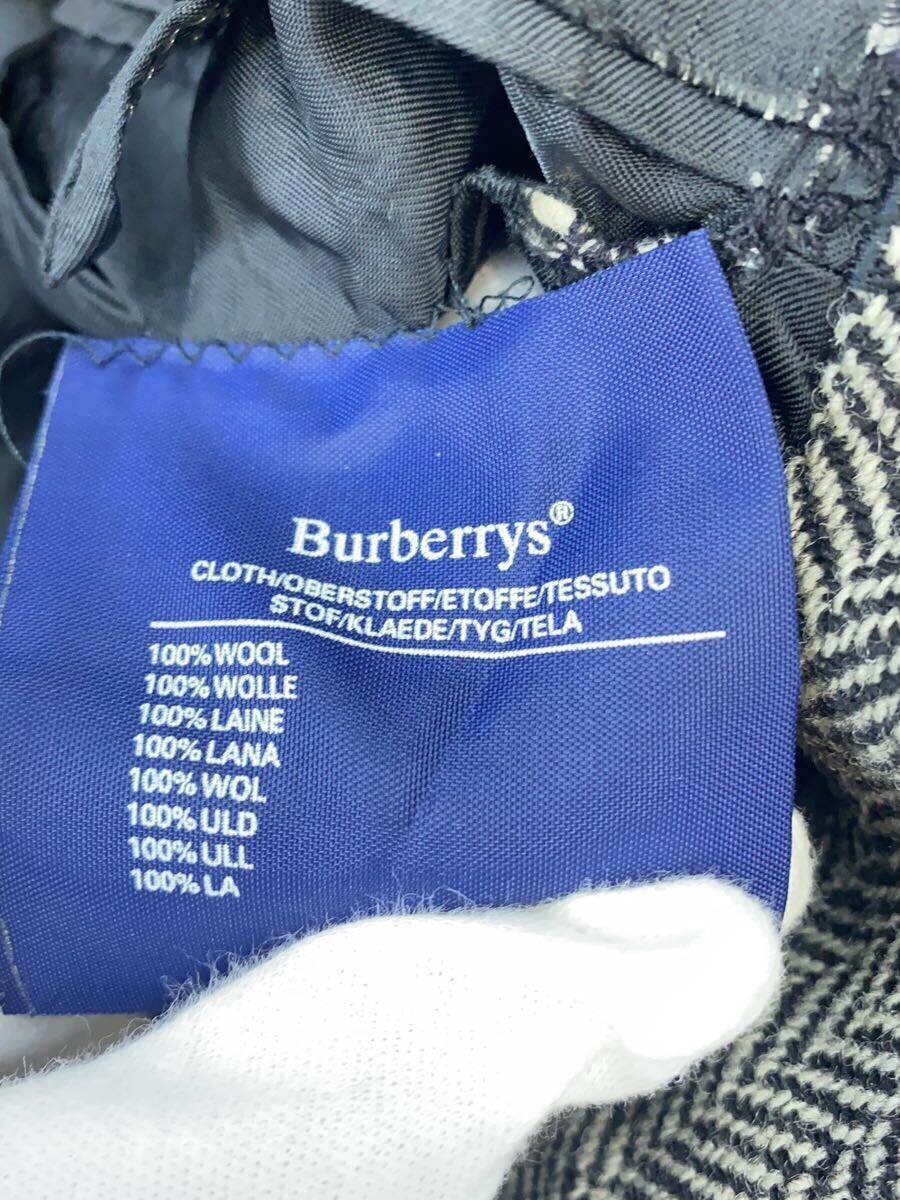 Burberrys®
CLOTH/OBERSTOFF/ETOFFE/TESSUTO
STOF/KLAEDE/TYG/TELA
100% WOOL
100% WOLLE
100% LAINE
100% LANA
100% WOL
100% ULD
100% ULL
100% LA